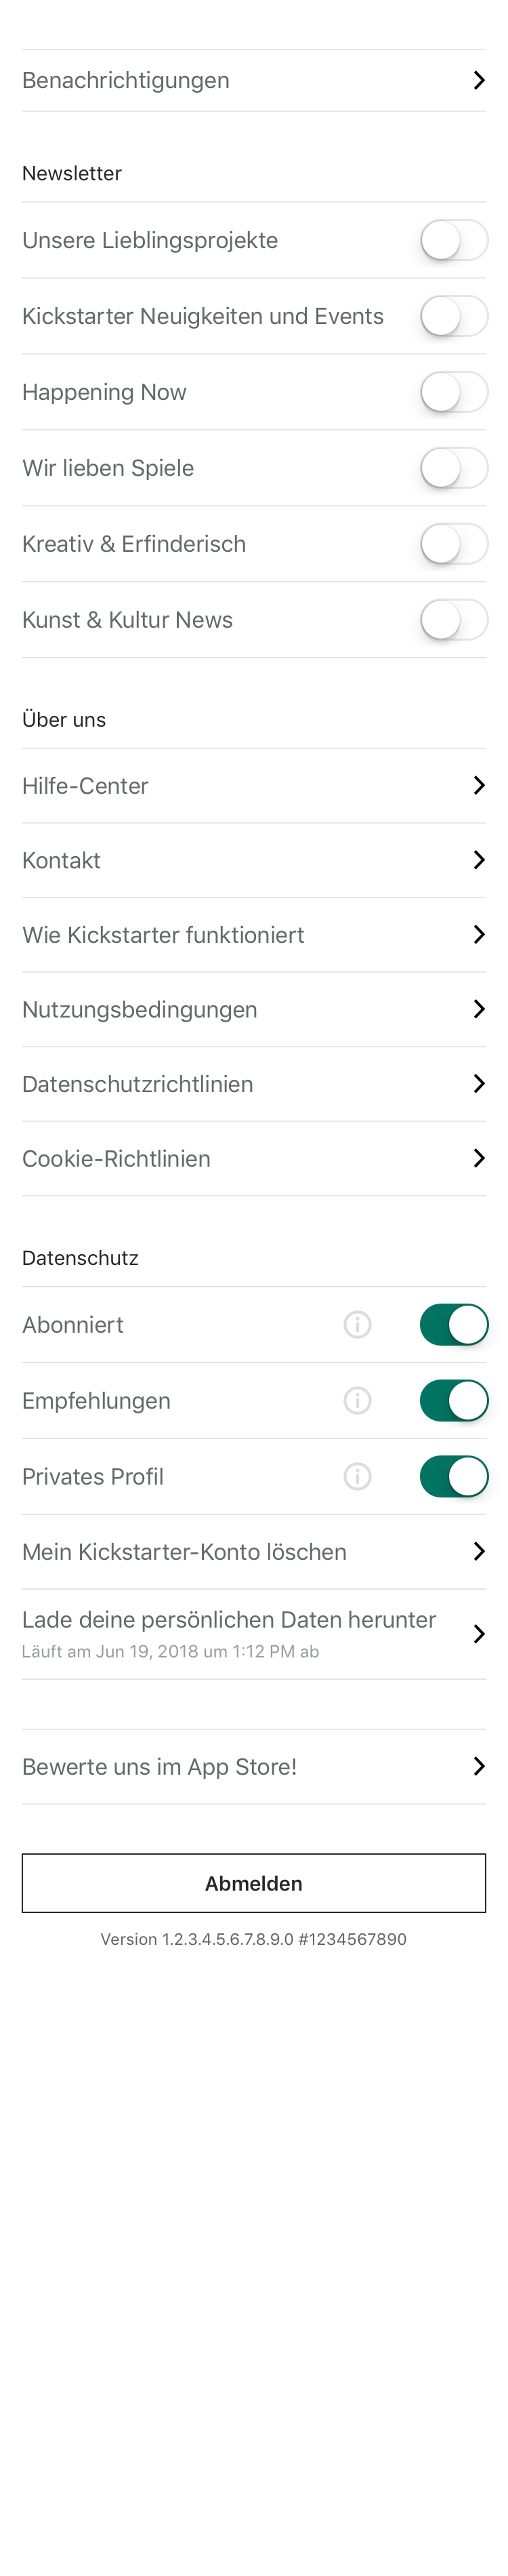 Benachrichtigungen
Newsletter
Unsere Lieblingsprojekte
Kickstarter Neuigkeiten und Events
Happening Now
Wir lieben Spiele
Kreativ & Erfinderisch
Kunst & Kultur News
Über uns
Hilfe-Center
Kontakt
Wie Kickstarter funktioniert
Nutzungsbedingungen
Datenschutzrichtlinien
Cookie-Richtlinien
Datenschutz
Abonniert
Empfehlungen
Privates Profil
Mein Kickstarter-Konto löschen
Lade deine persönlichen Daten herunter
Läuft am Jun 19, 2018 um 1:12 PM ab
Bewerte uns im App Store!
Abmelden
Version 1.2.3.4.5.6.7.8.9.0 #1234567890